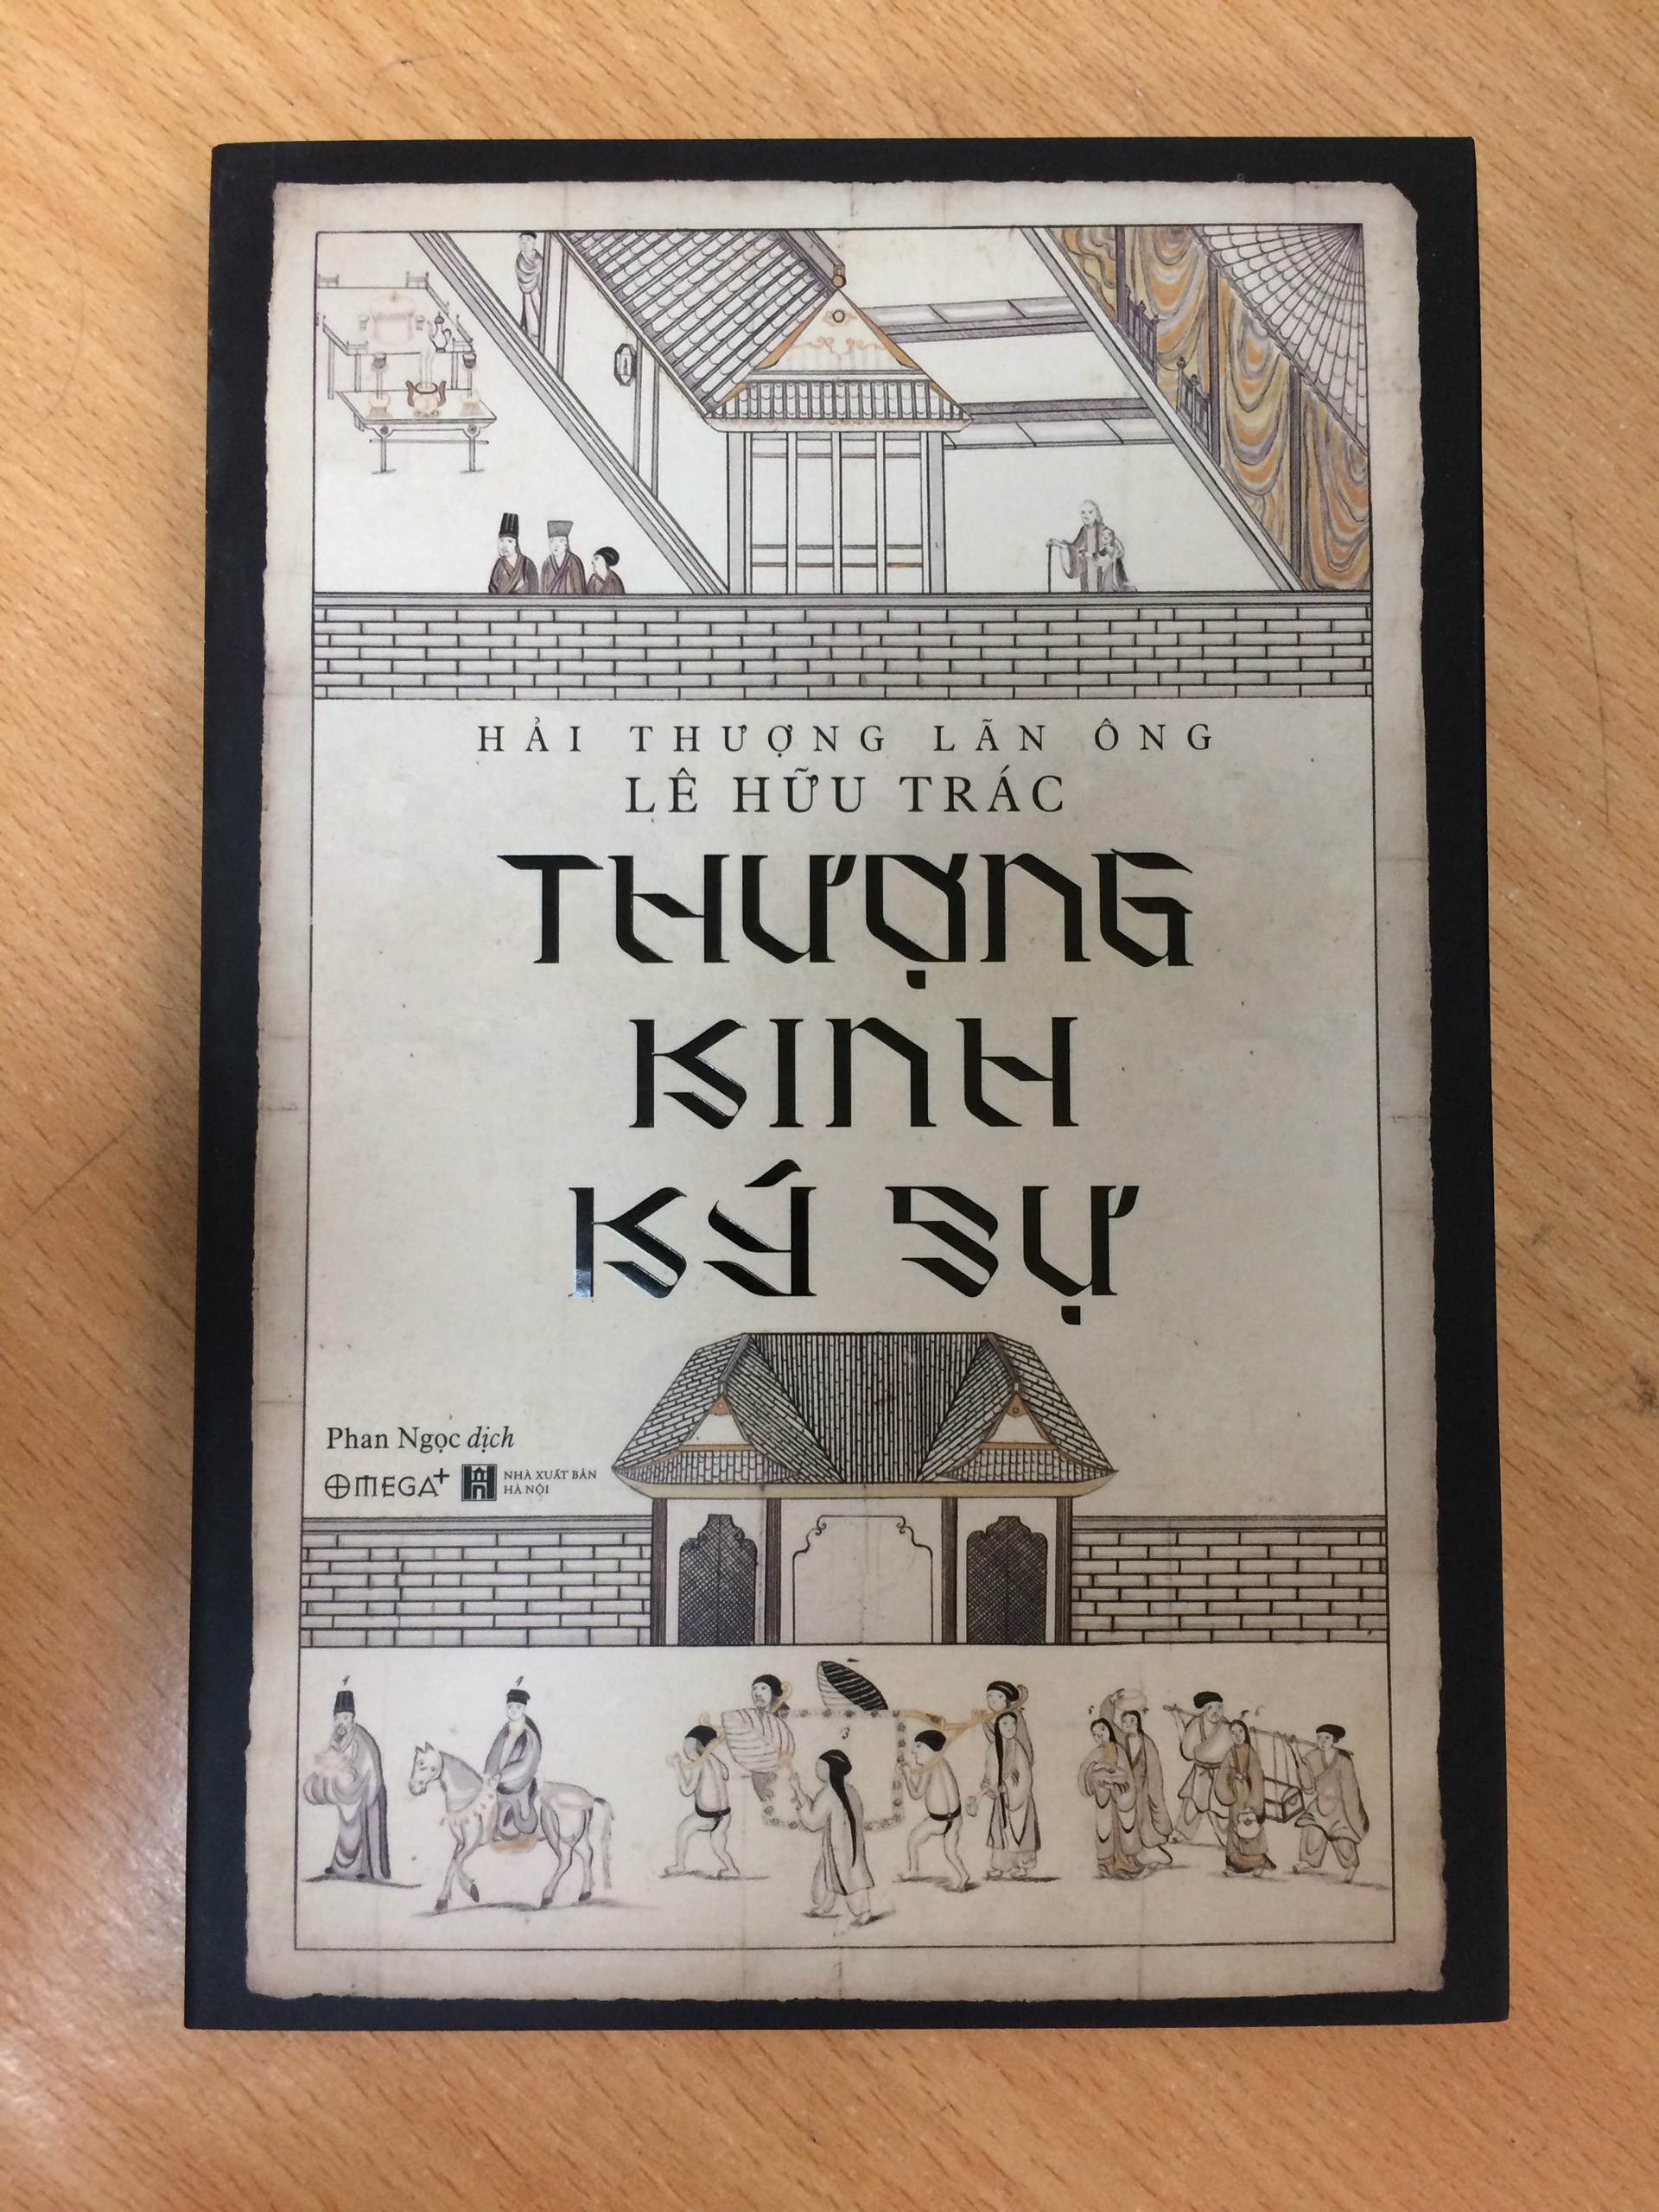 HẢI THƯỢNG LÃN ÔNG
LÊ HỮU TRÁC
THƯỢNG
KINH
KÝ SỰ
Phan Ngọc dịch
OMEGA+
NHÀ XUẤT BẢN
HÀ NỘI
3